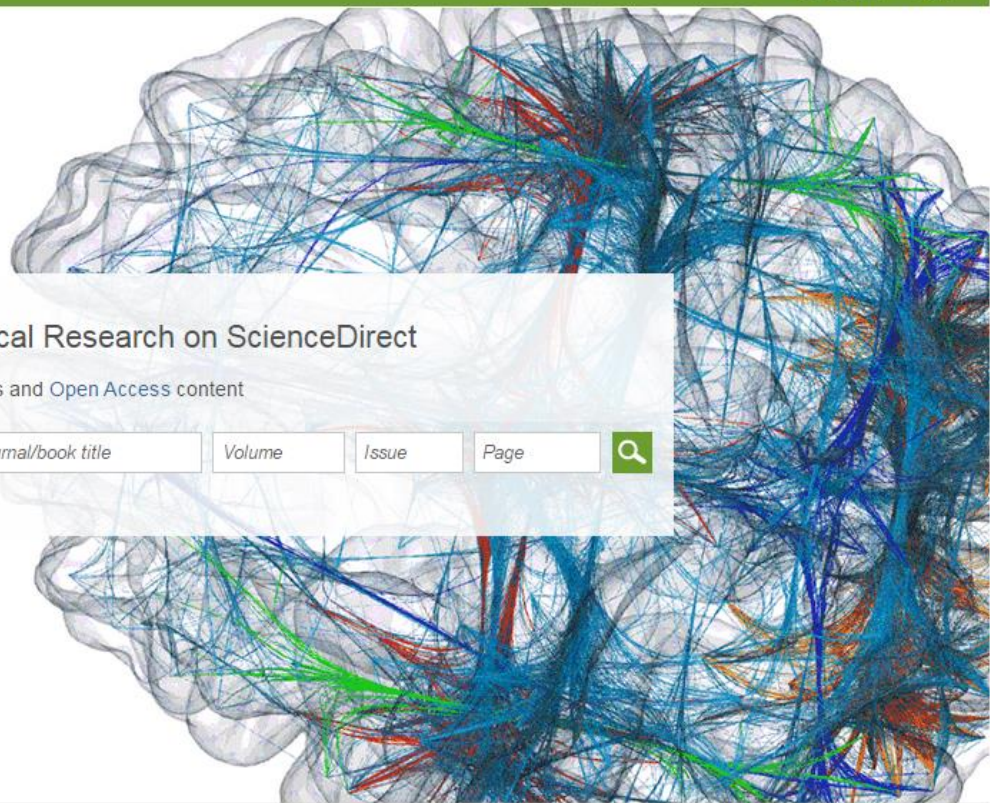 cal Research on ScienceDirect
s and Open Access content
rnal/book title Volume Issue Page